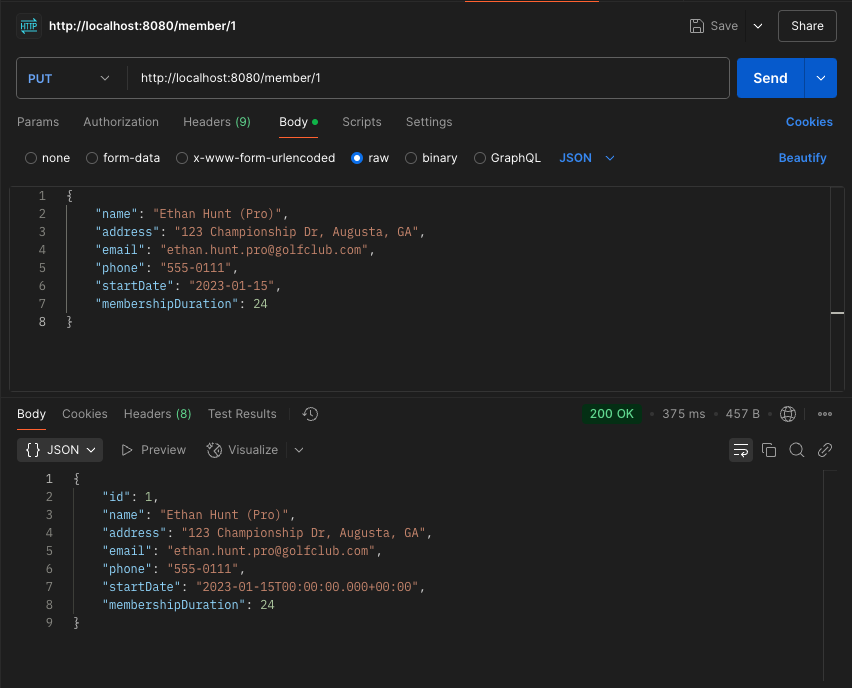 HTTP http://localhost:8080/member/1 Save Share
PUT http://localhost:8080/member/1 Send
Params Authorization Headers (9) Body Scripts Settings Cookies
none form-data x-www-form-urlencoded raw binary GraphQL JSON Beautify
1 {
2 "name": "Ethan Hunt (Pro)",
3 "address": "123 Championship Dr, Augusta, GA",
4 "email": "ethan.hunt.pro@golfclub.com",
5 "phone": "555-0111",
6 "startDate": "2023-01-15",
7 "membershipDuration": 24
8 }
Body Cookies Headers (8) Test Results 200 OK 375 ms 457 B
{} JSON Preview Visualize
1 {
2 "id": 1,
3 "name": "Ethan Hunt (Pro)",
4 "address": "123 Championship Dr, Augusta, GA",
5 "email": "ethan.hunt.pro@golfclub.com",
6 "phone": "555-0111",
7 "startDate": "2023-01-15T00:00:00.000+00:00",
8 "membershipDuration": 24
9 }